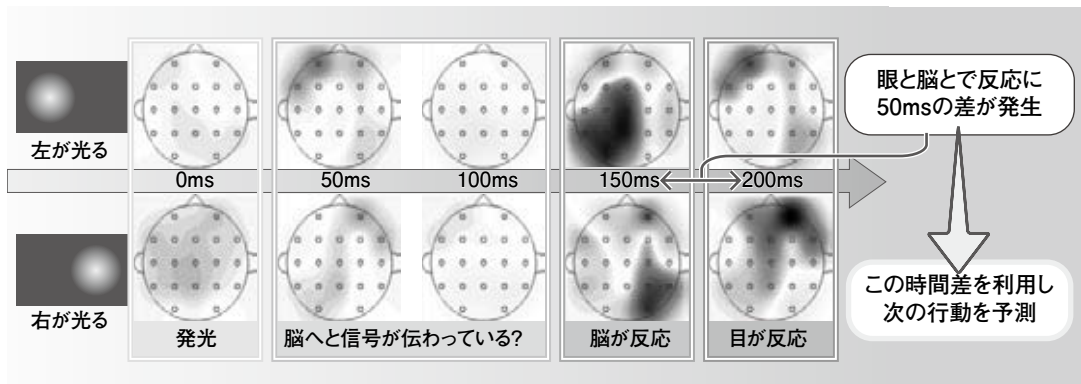 左が光る
0ms
50ms
100ms
150ms
200ms
右が光る
発光
脳へと信号が伝わっている?
脳が反応
目が反応
眼と脳とで反応に
50msの差が発生
この時間差を利用し
次の行動を予測